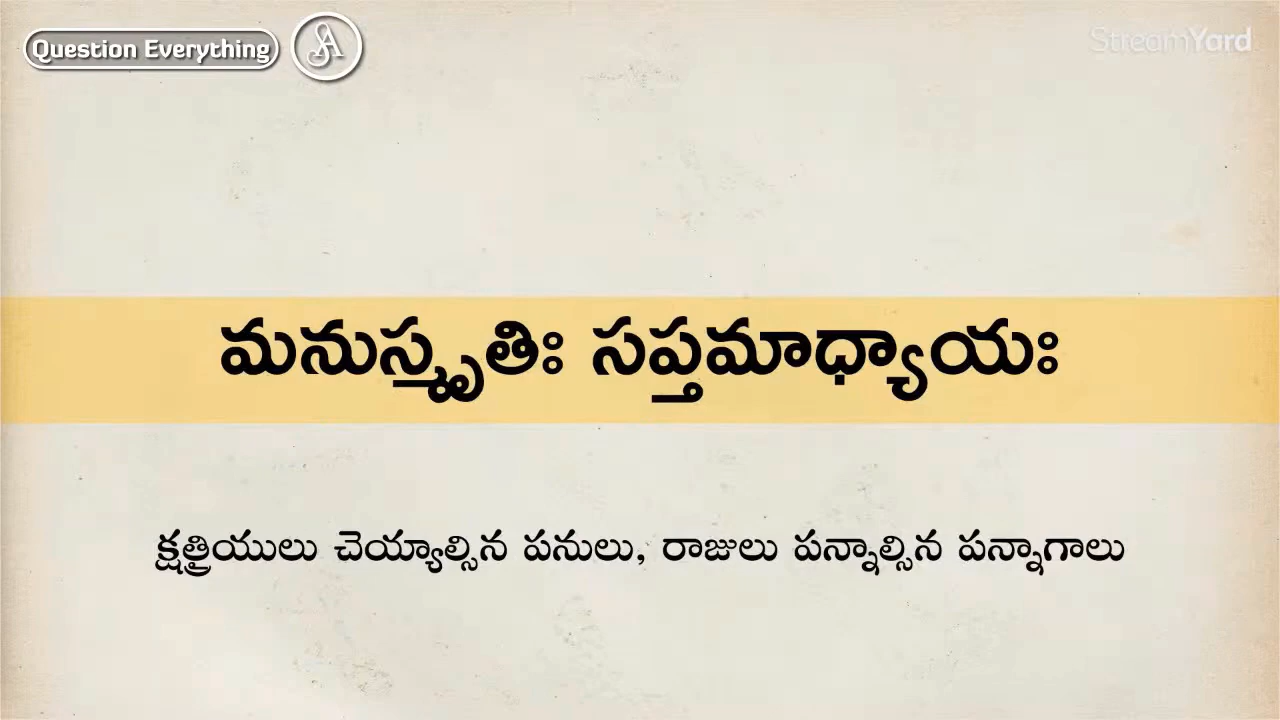 Question Everything
StreamYard
మనుస్మృతిః సప్తమాధ్యాయః
క్షత్రియులు చెయ్యాల్సిన పనులు, రాజులు పన్నాల్సిన పన్నాగాలు